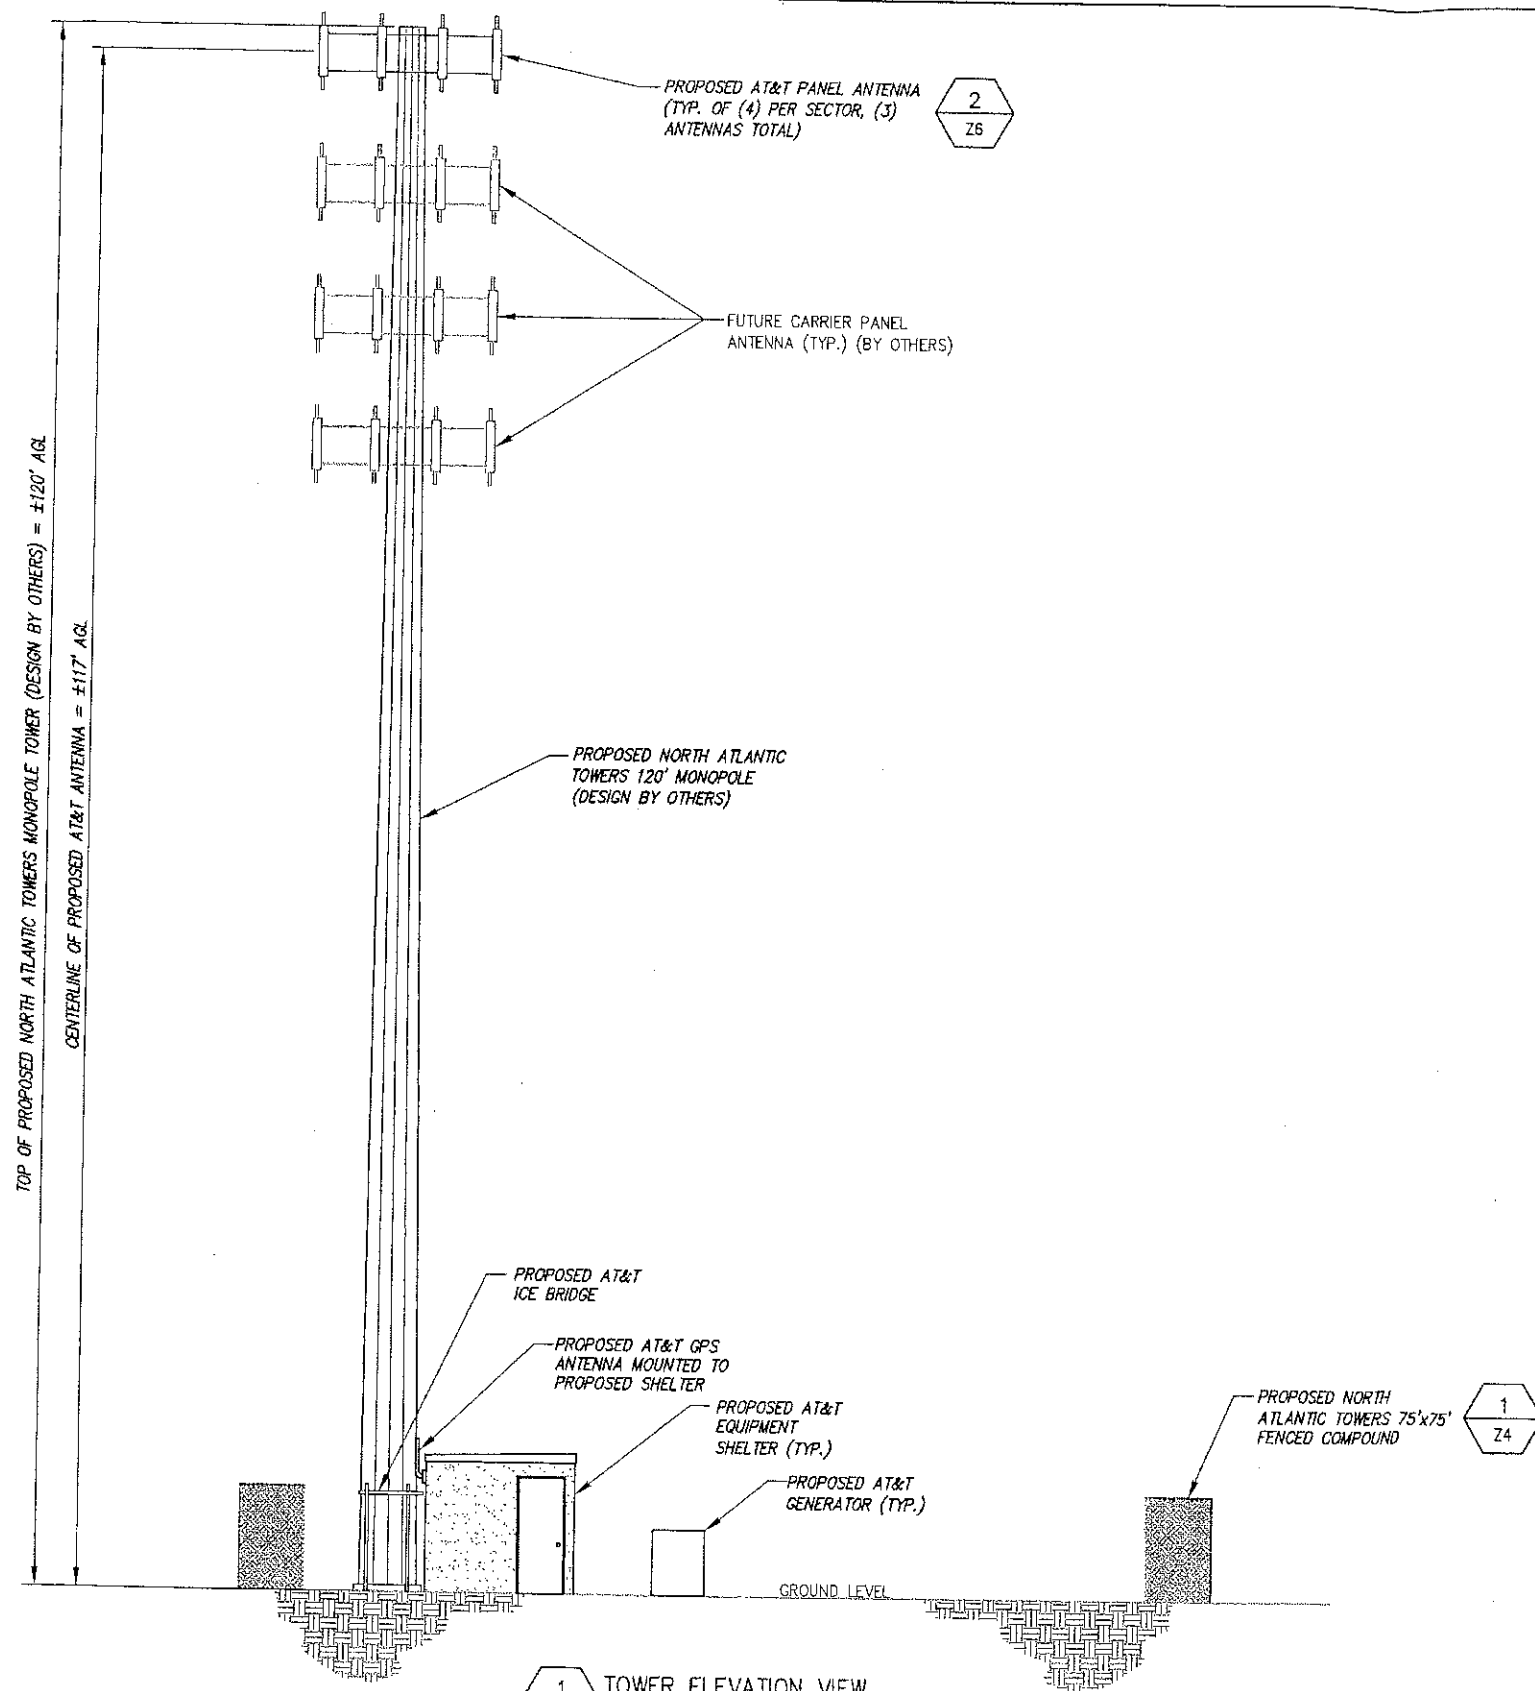 PROPOSED AT&T PANEL ANTENNA
(TYP. OF (4) PER SECTOR, (3)
ANTENNAS TOTAL)
2
Z6
FUTURE CARRIER PANEL
ANTENNA (TYP.) (BY OTHERS)
TOP OF PROPOSED NORTH ATLANTIC TOWERS MONOPOLE TOWER (DESIGN BY OTHERS) = ±120' AGL
CENTERLINE OF PROPOSED AT&T ANTENNA = ±117' AGL
PROPOSED NORTH ATLANTIC
TOWERS 120' MONOPOLE
(DESIGN BY OTHERS)
PROPOSED AT&T
ICE BRIDGE
PROPOSED AT&T GPS
ANTENNA MOUNTED TO
PROPOSED SHELTER
PROPOSED AT&T
EQUIPMENT
SHELTER (TYP.)
PROPOSED AT&T
GENERATOR (TYP.)
PROPOSED NORTH
ATLANTIC TOWERS 75'x75'
FENCED COMPOUND
1
Z4
GROUND LEVEL
1
TOWER ELEVATION VIEW